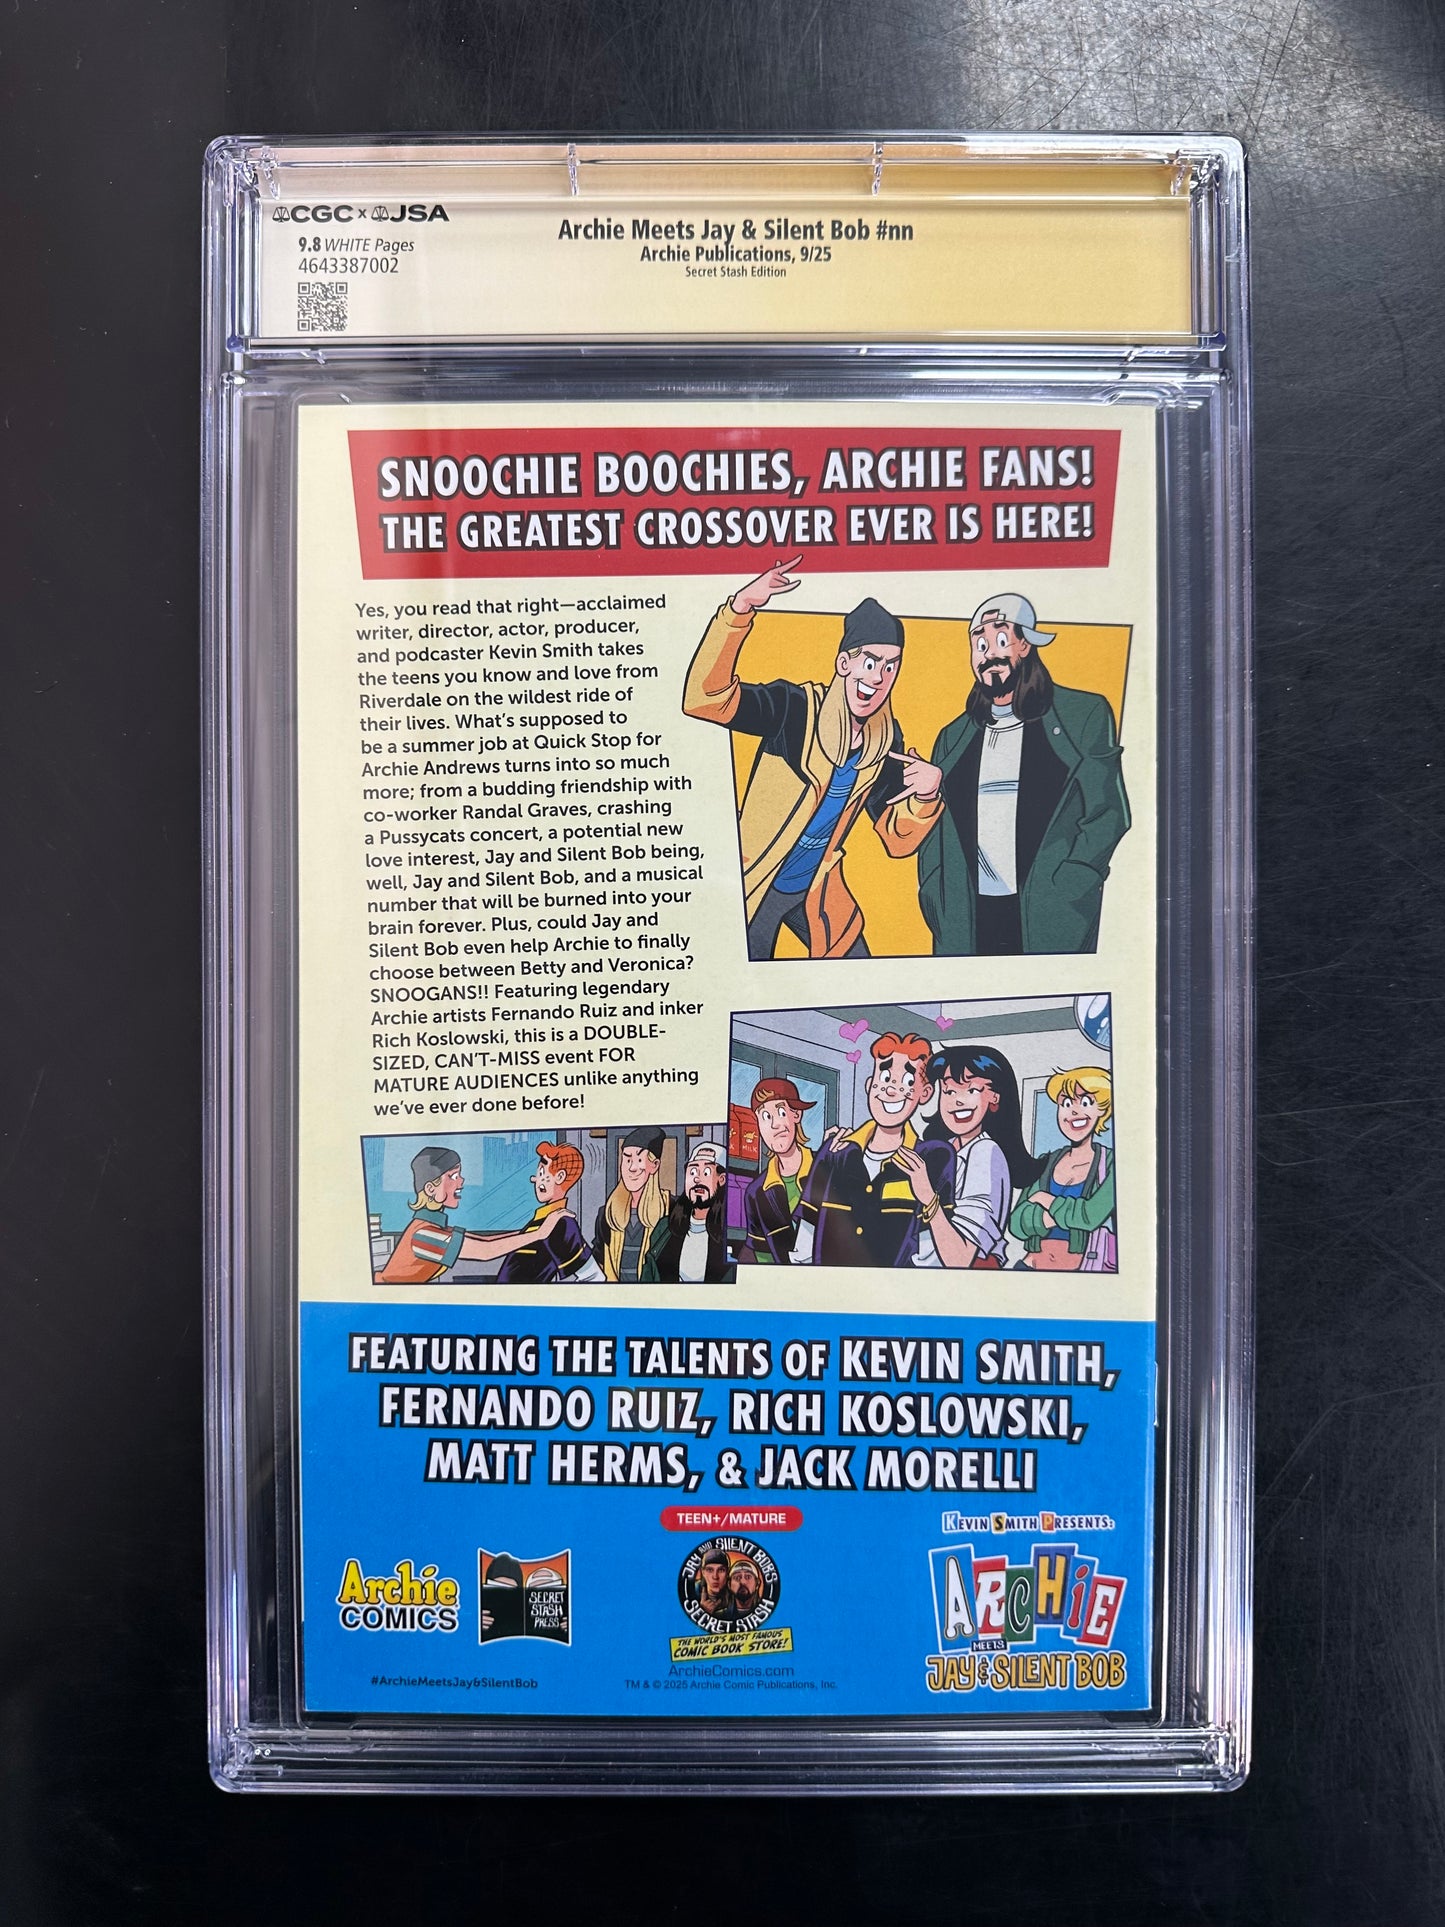 CGC x JSA
9.8 WHITE Pages
4643387002
Archie Meets Jay & Silent Bob #nn
Archie Publications, 9/25
Secret Stash Edition
SNOOCHIE BOOCHIES, ARCHIE FANS!
THE GREATEST CROSSOVER EVER IS HERE!
Yes, you read that right—acclaimed
writer, director, actor, producer,
and podcaster Kevin Smith takes
the teens you know and love from
Riverdale on the wildest ride of
their lives. What's supposed to
be a summer job at Quick Stop for
Archie Andrews turns into so much
more; from a budding friendship with
co-worker Randal Graves, crashing
a Pussycats concert, a potential new
love interest, Jay and Silent Bob being,
well, Jay and Silent Bob, and a musical
number that will be burned into your
brain forever. Plus, could Jay and
Silent Bob even help Archie to finally
choose between Betty and Veronica?
SNOOGANS!! Featuring legendary
Archie artists Fernando Ruiz and inker
Rich Koslowski, this is a DOUBLE-
SIZED, CAN'T-MISS event FOR
MATURE AUDIENCES unlike anything
we've ever done before!
MILK
FEATURING THE TALENTS OF KEVIN SMITH,
FERNANDO RUIZ, RICH KOSLOWSKI,
MATT HERMS, & JACK MORELLI
Archie
COMICS
SECRET
STASH
PRESS
TEEN+/MATURE
JAY AND SILENT BOB'S
SECRET STASH
THE WORLD'S MOST FAMOUS
COMIC BOOK STORE!
KEVIN SMITH PRESENTS:
ARCHIE
MEETS
JAY & SILENT BOB
#ArchieMeetsJay&SilentBob
ArchieComics.com
TM & © 2025 Archie Comic Publications, Inc.